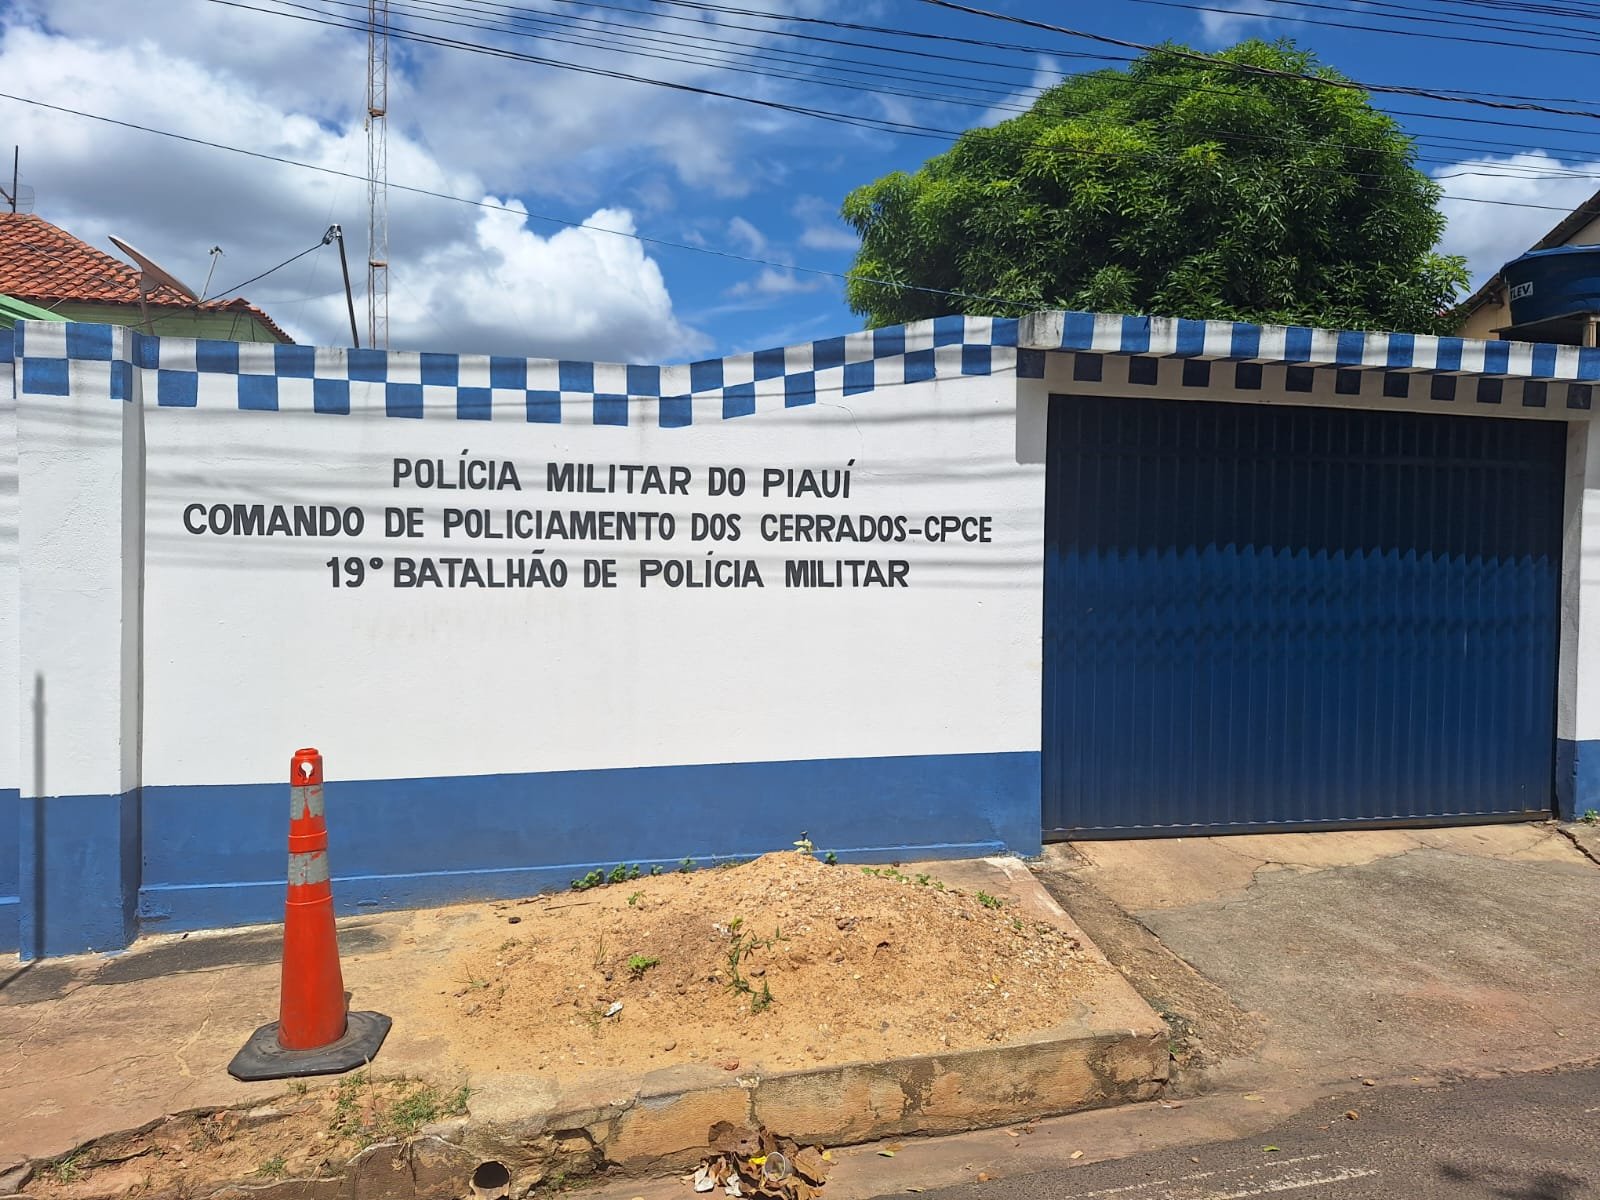 POLÍCIA MILITAR DO PIAUÍ
COMANDO DE POLICIAMENTO DOS CERRADOS-CPCE
19° BATALHÃO DE POLÍCIA MILITAR